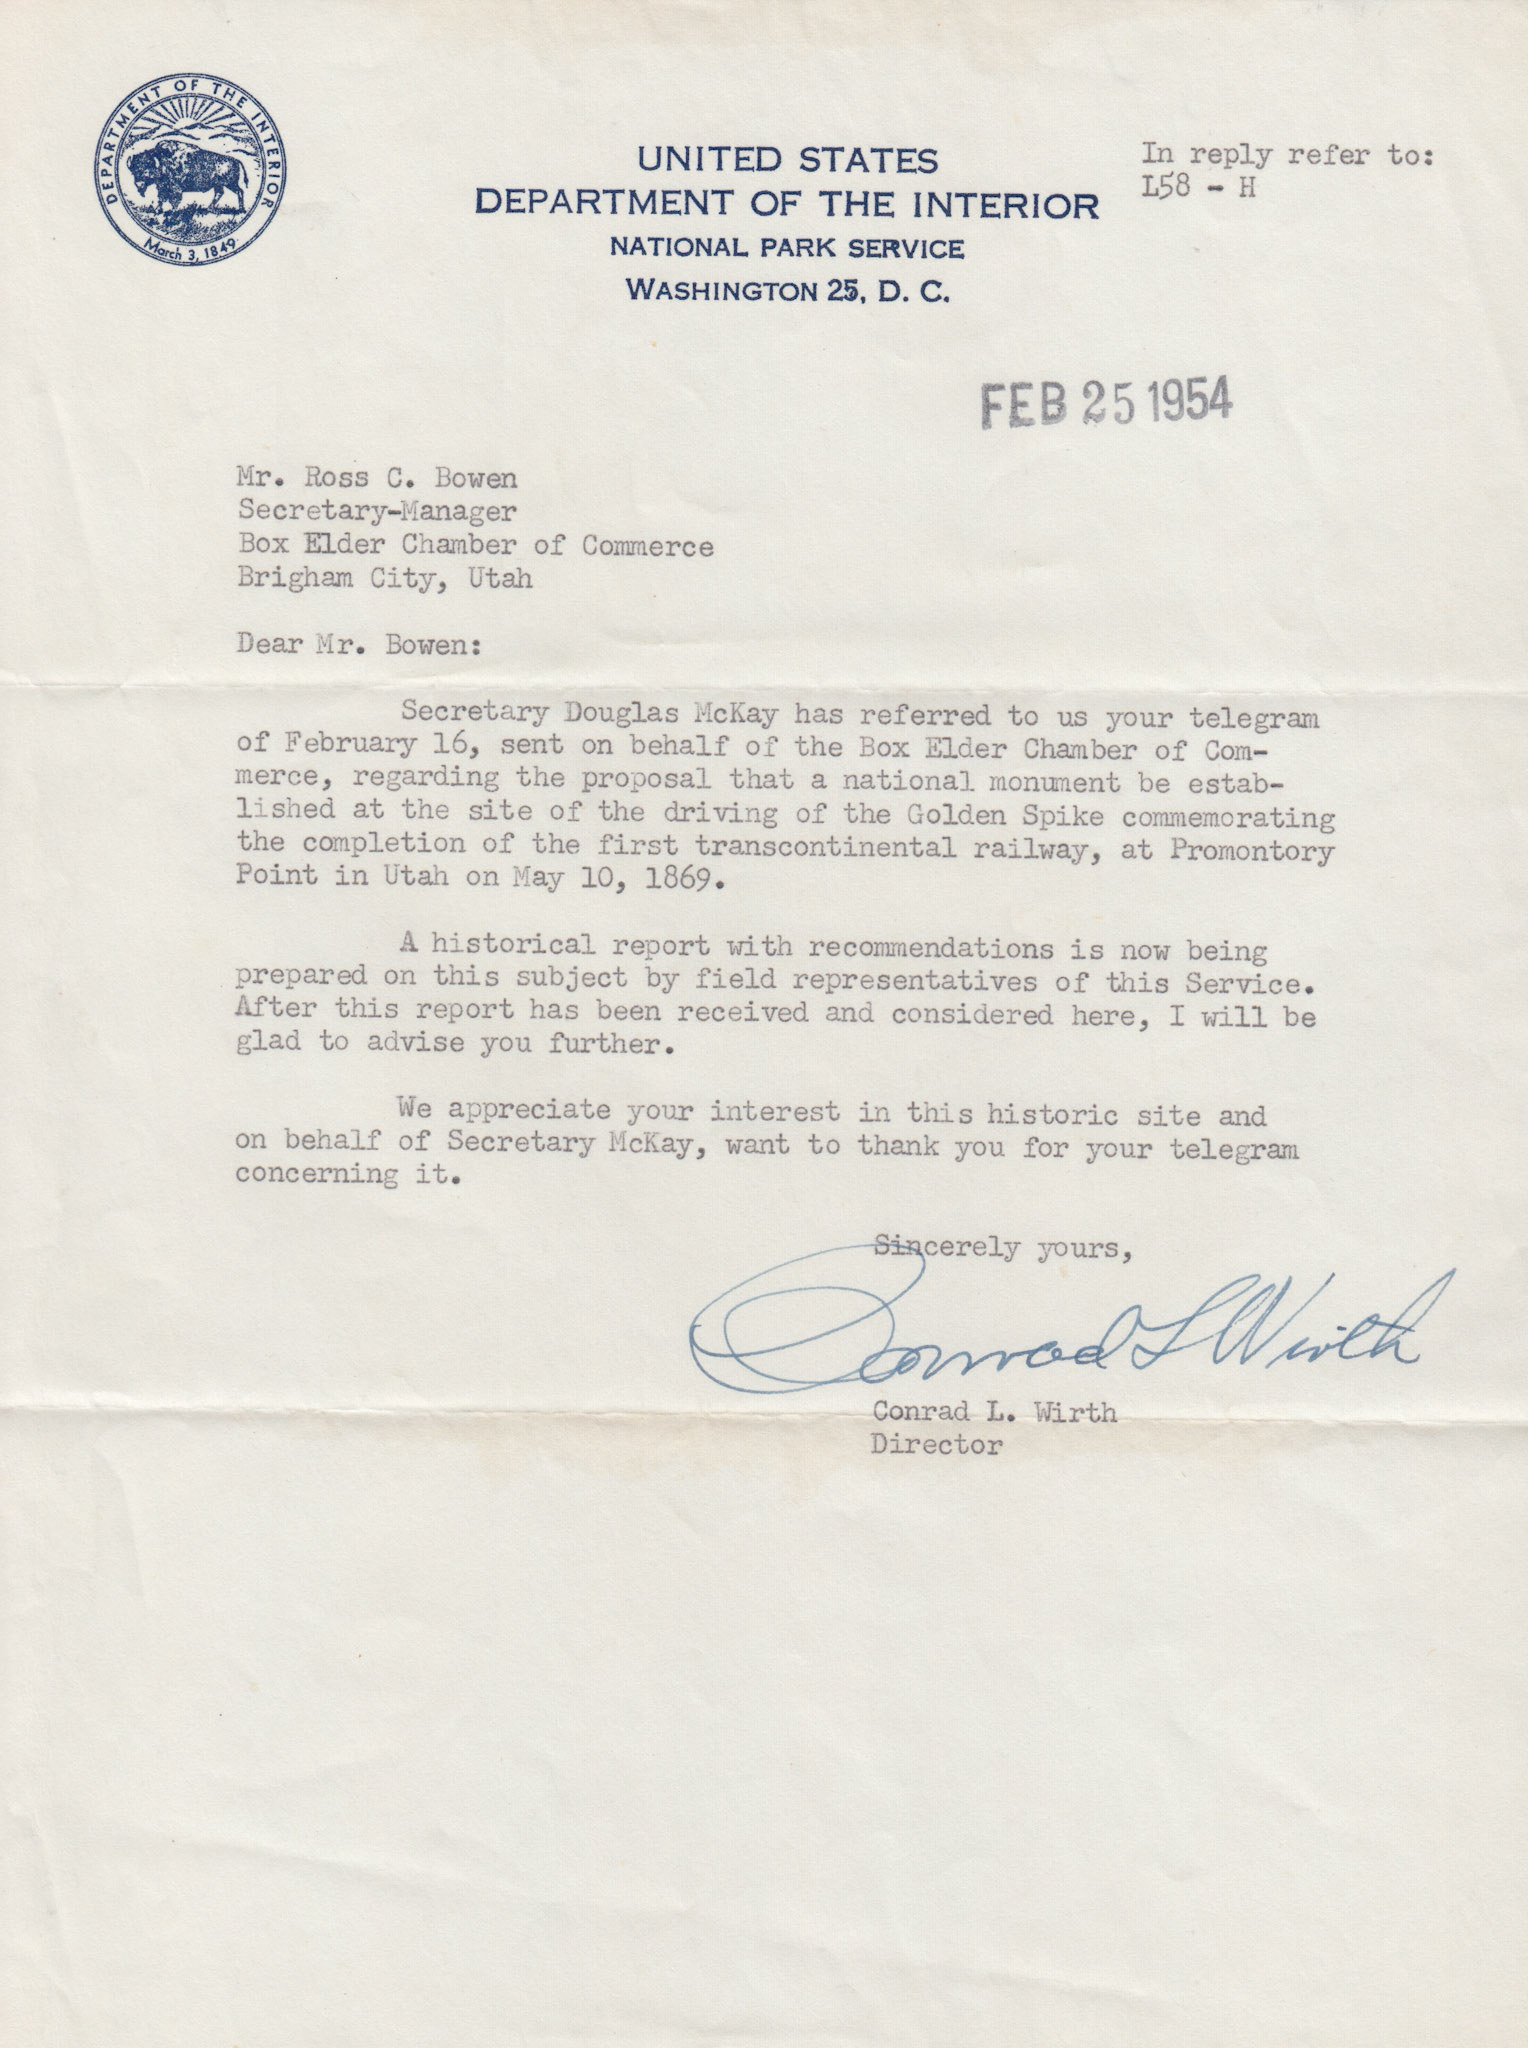 DEPARTMENT OF THE INTERIOR
March 3, 1849
UNITED STATES
DEPARTMENT OF THE INTERIOR
NATIONAL PARK SERVICE
WASHINGTON 25, D. C.
In reply refer to:
L58 - H
FEB 25 1954
Mr. Ross C. Bowen
Secretary-Manager
Box Elder Chamber of Commerce
Brigham City, Utah
Dear Mr. Bowen:
Secretary Douglas McKay has referred to us your telegram
of February 16, sent on behalf of the Box Elder Chamber of Com-
merce, regarding the proposal that a national monument be estab-
lished at the site of the driving of the Golden Spike commemorating
the completion of the first transcontinental railway, at Promontory
Point in Utah on May 10, 1869.
A historical report with recommendations is now being
prepared on this subject by field representatives of this Service.
After this report has been received and considered here, I will be
glad to advise you further.
We appreciate your interest in this historic site and
on behalf of Secretary McKay, want to thank you for your telegram
concerning it.
Sincerely yours,
Conrad L Wirth
Conrad L. Wirth
Director